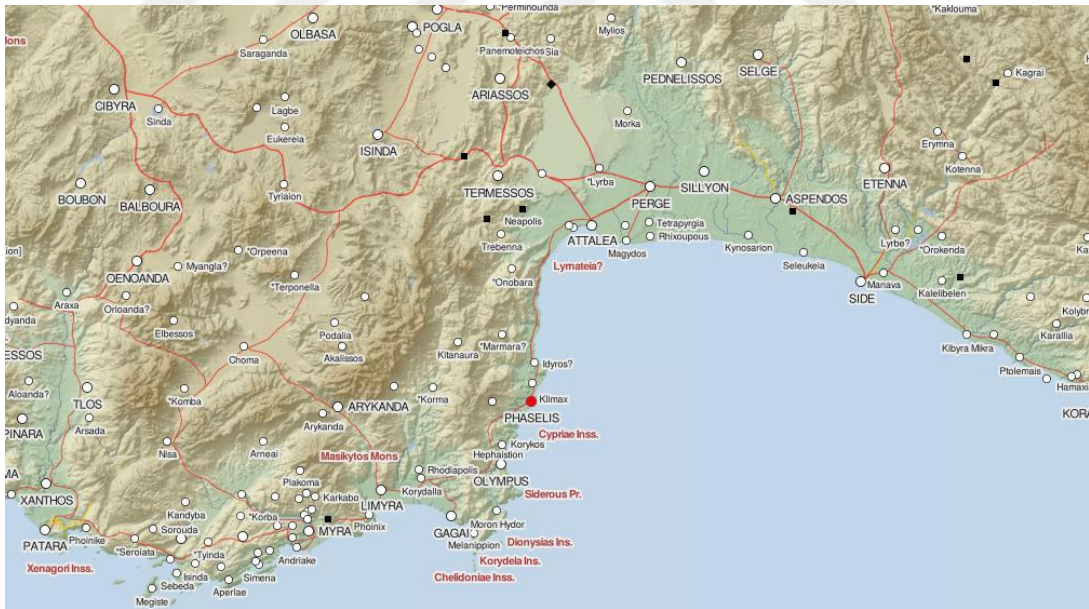 *Perminounda
*Kaklouma
POGLA
Mylios
OLBASA
Saraganda
Panemoteichos
Sia
PEDNELISSOS
SELGE
Kagrai
ARIASSOS
CIBYRA
Sinda
Lagbe
Morka
Eukereia
ISINDA
Erymna
Kotenna
TERMESSOS
*Lyrba
SILLYON
ETENNA
BOUBON
BALBOURA
Tyriaion
PERGE
ASPENDOS
Neapolis
Tetrapyrgia
Trebenna
ATTALEA
Rhixoupous
Kynosarion
Lyrbe?
*Orokenda
Magydos
*Orpeena
OENOANDA
Myangla?
Lymateia?
Seleukeia
*Onobara
Manava
*Terponella
SIDE
Kalelibelen
Araxa
Orloanda?
Elbessos
Podalia
Karallia
*Marmara?
Kitanaura
Kibyra Mikra
Akalissos
Choma
Idyros?
Ptolemais
Hamaxi
Aloanda?
TLOS
*Komba
*Korma
ARYKANDA
Klimax
PHASELIS
PINARA
Arsada
Arykanda
Cypriae Inss.
Korykos
Nisa
Arneai
Masikytos Mons
Hephaistion
Rhodiapolis
OLYMPUS
Plakoma
Korydalla
XANTHOS
Karkabo
LIMYRA
Siderous Pr.
Kandyba
*Korba
Phoinix
Moron Hydor
PATARA
Phoinike
Sorouda
MYRA
GAGAI
Melanippion
Dionysias Ins.
*Seroiata
*Tyinda
Andriake
Korydela Ins.
Xenagori Inss.
Isinda
Simena
Chelidoniae Inss.
Sebeda
Aperlae
Megiste